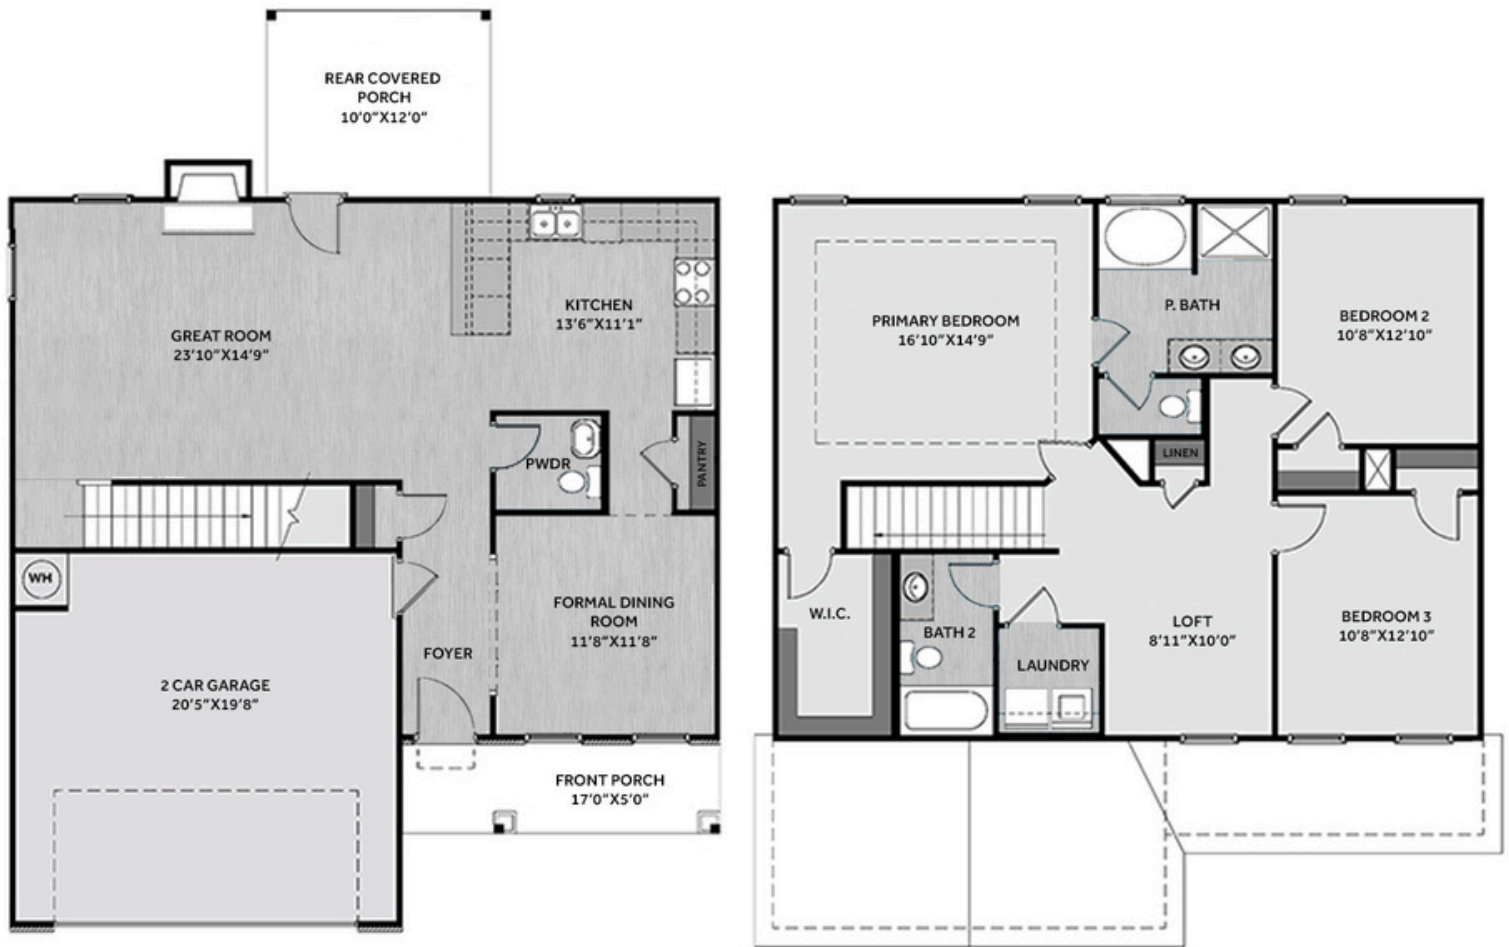 REAR COVERED
PORCH
10'0"X12'0"
GREAT ROOM
23'10"X14'9"
KITCHEN
13'6"X11'1"
PWDR
PANTRY
WH
FORMAL DINING
ROOM
11'8"X11'8"
FOYER
2 CAR GARAGE
20'5"X19'8"
FRONT PORCH
17'0"X5'0"
PRIMARY BEDROOM
16'10"X14'9"
P. BATH
BEDROOM 2
10'8"X12'10"
LINEN
W.I.C.
BATH 2
LAUNDRY
LOFT
8'11"X10'0"
BEDROOM 3
10'8"X12'10"